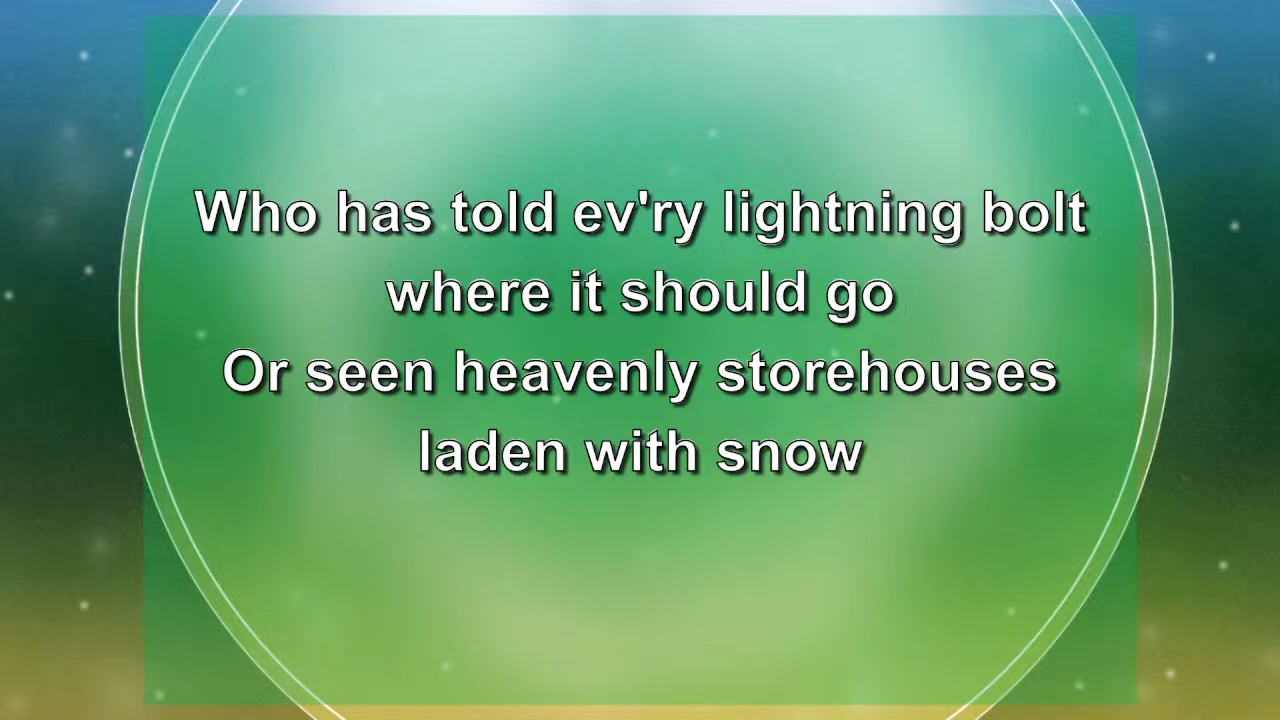 Who has told ev'ry lightning bolt
where it should go
Or seen heavenly storehouses
laden with snow